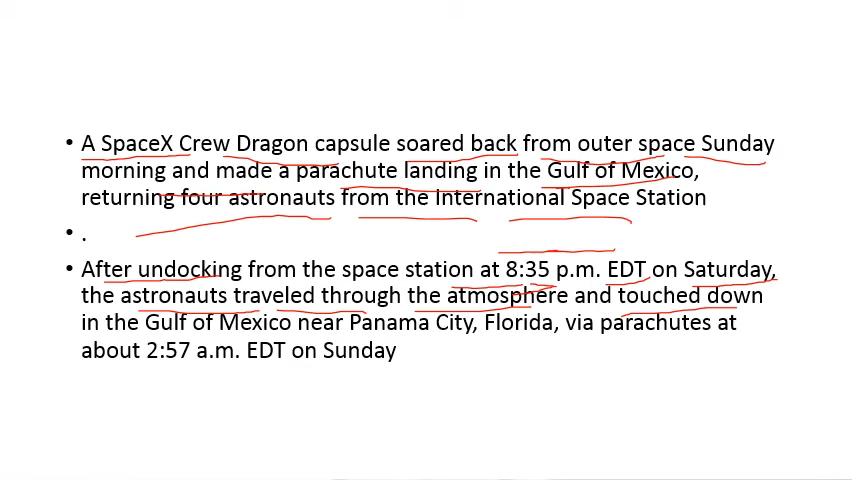 • A SpaceX Crew Dragon capsule soared back from outer space Sunday
morning and made a parachute landing in the Gulf of Mexico,
returning four astronauts from the International Space Station
• .
• After undocking from the space station at 8:35 p.m. EDT on Saturday,
the astronauts traveled through the atmosphere and touched down
in the Gulf of Mexico near Panama City, Florida, via parachutes at
about 2:57 a.m. EDT on Sunday